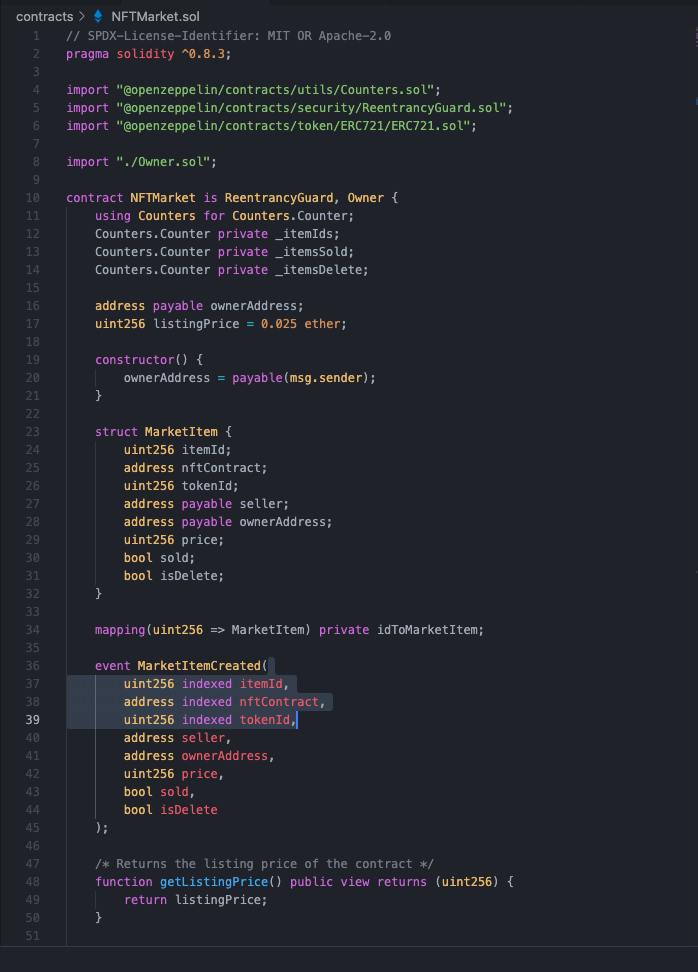 contracts > NFTMarket.sol
1 // SPDX-License-Identifier: MIT OR Apache-2.0
2 pragma solidity ^0.8.3;
3
4 import "@openzeppelin/contracts/utils/Counters.sol";
5 import "@openzeppelin/contracts/security/ReentrancyGuard.sol";
6 import "@openzeppelin/contracts/token/ERC721/ERC721.sol";
7
8 import "./Owner.sol";
9
10 contract NFTMarket is ReentrancyGuard, Owner {
11     using Counters for Counters.Counter;
12     Counters.Counter private _itemIds;
13     Counters.Counter private _itemsSold;
14     Counters.Counter private _itemsDelete;
15
16     address payable ownerAddress;
17     uint256 listingPrice = 0.025 ether;
18
19     constructor() {
20         ownerAddress = payable(msg.sender);
21     }
22
23     struct MarketItem {
24         uint256 itemId;
25         address nftContract;
26         uint256 tokenId;
27         address payable seller;
28         address payable ownerAddress;
29         uint256 price;
30         bool sold;
31         bool isDelete;
32     }
33
34     mapping(uint256 => MarketItem) private idToMarketItem;
35
36     event MarketItemCreated(
37         uint256 indexed itemId,
38         address indexed nftContract,
39         uint256 indexed tokenId,
40         address seller,
41         address ownerAddress,
42         uint256 price,
43         bool sold,
44         bool isDelete
45     );
46
47     /* Returns the listing price of the contract */
48     function getListingPrice() public view returns (uint256) {
49         return listingPrice;
50     }
51